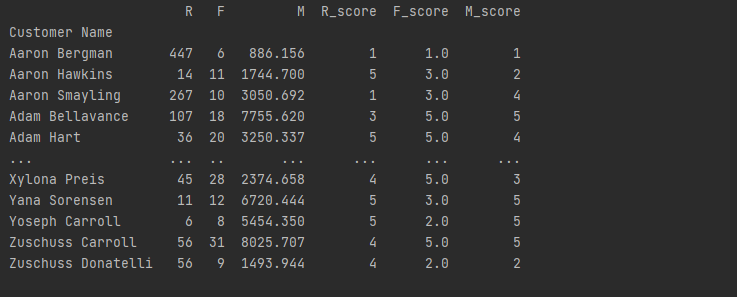 R F M R_score F_score M_score
Customer Name
Aaron Bergman 447 6 886.156 1 1.0 1
Aaron Hawkins 14 11 1744.700 5 3.0 2
Aaron Smayling 267 10 3050.692 1 3.0 4
Adam Bellavance 107 18 7755.620 3 5.0 5
Adam Hart 36 20 3250.337 5 5.0 4
... ... .. ... ... ... ...
Xylona Preis 45 28 2374.658 4 5.0 3
Yana Sorensen 11 12 6720.444 5 3.0 5
Yoseph Carroll 6 8 5454.350 5 2.0 5
Zuschuss Carroll 56 31 8025.707 4 5.0 5
Zuschuss Donatelli 56 9 1493.944 4 2.0 2